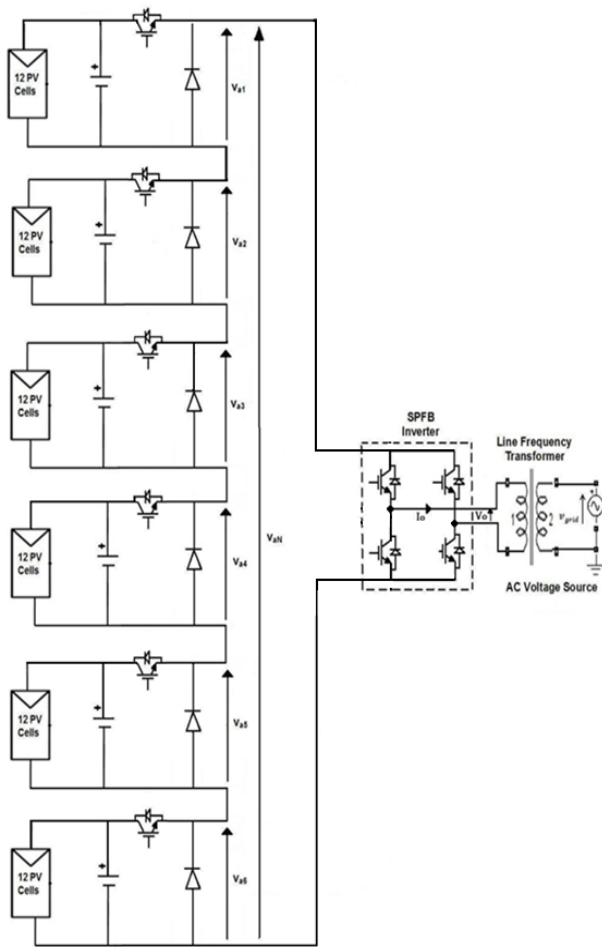 12 PV
Cells
+
Va1
12 PV
Cells
+
Va2
12 PV
Cells
+
Va3
12 PV
Cells
+
Va4
VaN
12 PV
Cells
+
Va5
12 PV
Cells
+
Va6
SPFB
Inverter
Line Frequency
Transformer
Io
Vo
1
2
+
vgrid
AC Voltage Source